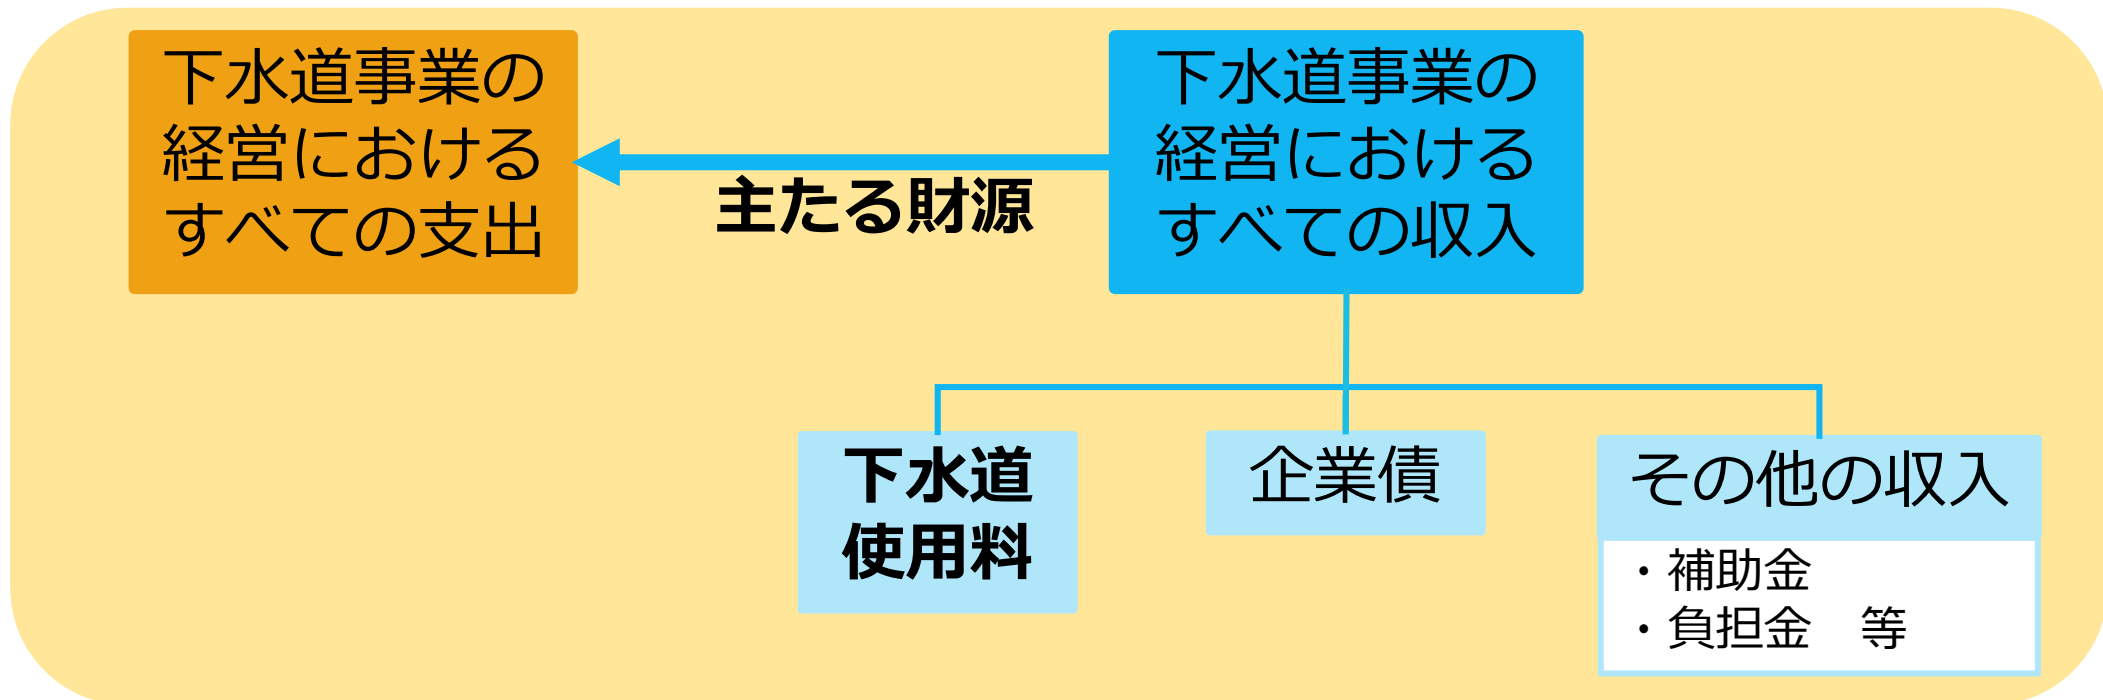 下水道事業の
経営における
すべての支出
主たる財源
下水道事業の
経営における
すべての収入
下水道
使用料
企業債
その他の収入
・補助金
・負担金　等